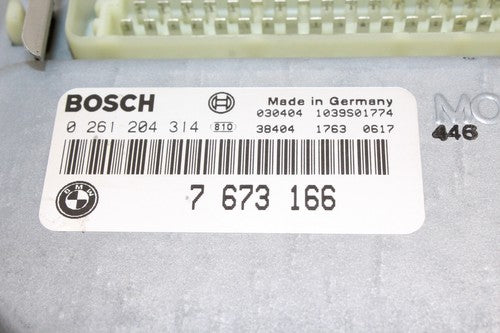 BOSCH
Made in Germany
030404 1039S01774
0 261 204 314 810
38404 1763 0617
MO
446
BMW
7 673 166